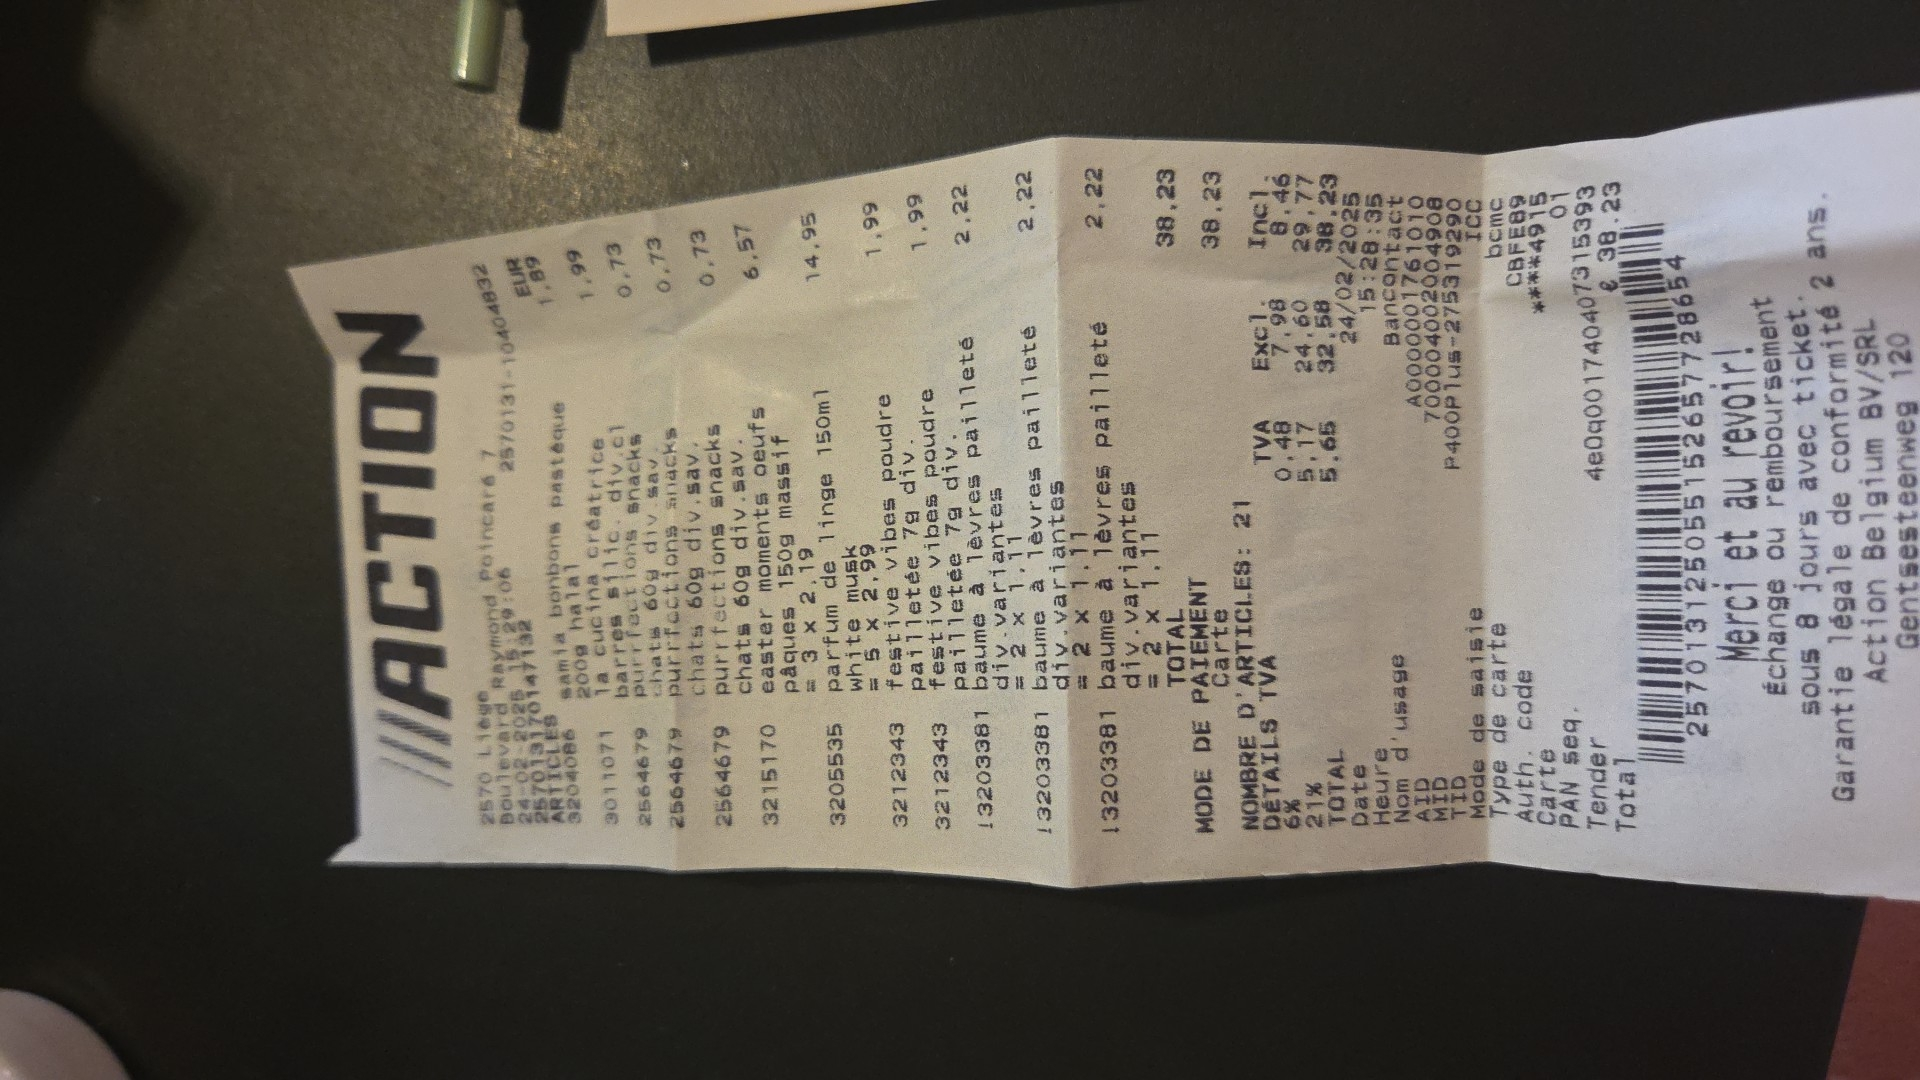 ACTION
2570 Liège
Boulevard Raymond Poincaré 7
24-02-2025 15:29:06 2570131-10404832
257013170147132
ARTICLES EUR
3204086 samia bonbons pastèque 1,89
200g halal
3011071 la cucina créatrice 1,99
barres silic. div.cl
2564679 purrfections snacks 0,73
chats 60g div.sav.
2564679 purrfections snacks 0,73
chats 60g div.sav.
2564679 purrfections snacks 0,73
chats 60g div.sav.
3215170 easter moments oeufs 6,57
pâques 150g massif
= 3 x 2,19
3205535 parfum de linge 150ml 14,95
white musk
= 5 x 2,99
3212343 festive vibes poudre 1,99
pailletée 7g div.
3212343 festive vibes poudre 1,99
pailletée 7g div.
!3203381 baume à lèvres pailleté 2,22
div.variantes
= 2 x 1,11
!3203381 baume à lèvres pailleté 2,22
div.variantes
= 2 x 1,11
!3203381 baume à lèvres pailleté 2,22
div.variantes
= 2 x 1,11
TOTAL 38,23
MODE DE PAIEMENT
Carte 38,23
NOMBRE D'ARTICLES: 21
DÉTAILS TVA TVA Excl. Incl.
6% 0,48 7,98 8,46
21% 5,17 24,60 29,77
TOTAL 5,65 32,58 38,23
Date 24/02/2025
Heure 15:28:35
Nom d'usage Bancontact
AID A0000001761010
MID 700004002004908
TID P400Plus-275319290
Mode de saisie ICC
Type de carte bcmc
Auth. code CBFE89
Carte ****4915
PAN seq. 01
Tender 4e0q001740407315393
Total € 38.23
257013125055152657728654
Merci et au revoir!
Échange ou remboursement
sous 8 jours avec ticket.
Garantie légale de conformité 2 ans.
Action Belgium BV/SRL
Gentsesteenweg 120